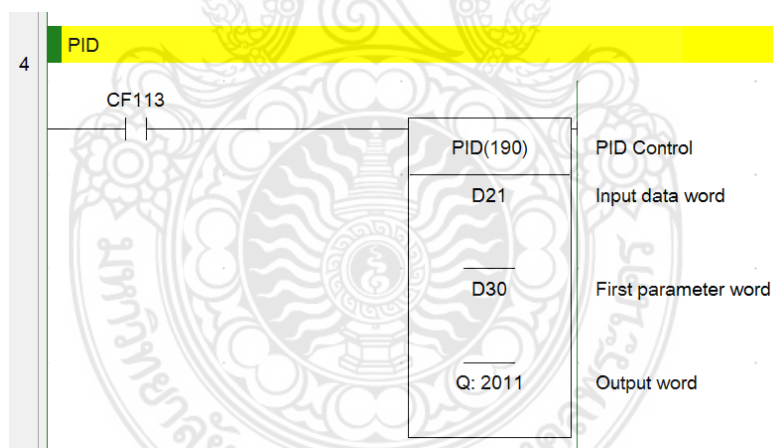 PID
4
CF113
PID(190) PID Control
D21 Input data word
D30 First parameter word
Q: 2011 Output word